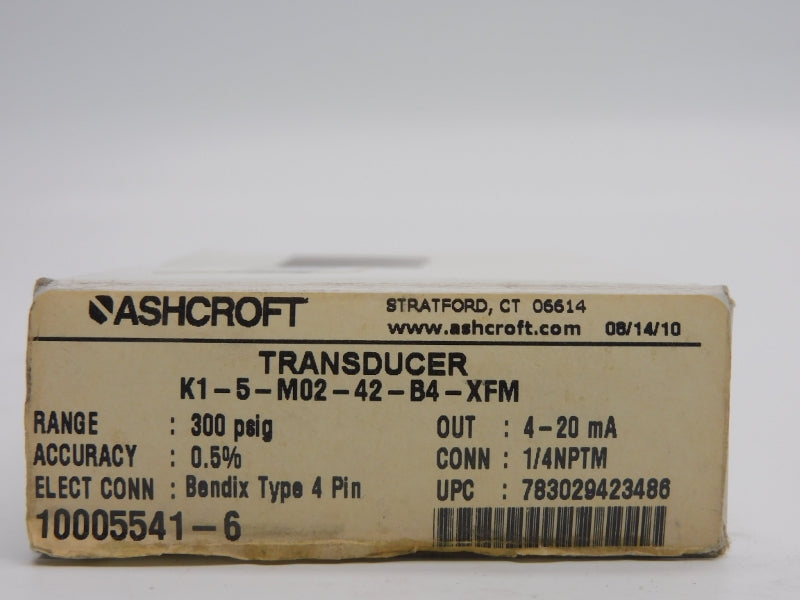 ASHCROFT
STRATFORD, CT 06614
www.ashcroft.com 06/14/10
TRANSDUCER
K1-5-M02-42-B4-XFM
RANGE : 300 psig
OUT : 4-20 mA
ACCURACY : 0.5%
CONN : 1/4NPTM
ELECT CONN : Bendix Type 4 Pin
UPC : 783029423486
10005541-6